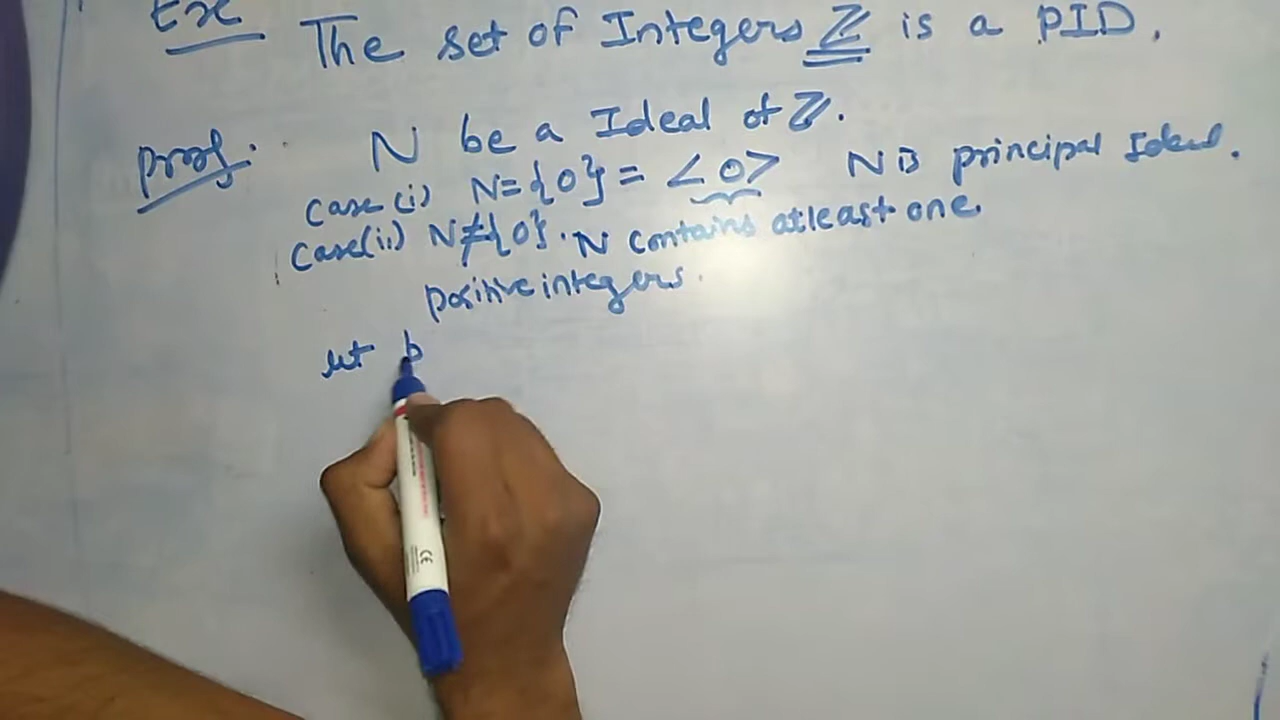 Ex The set of Integers ℤ is a PID.
Proof. N be a Ideal of ℤ.
Case (i) N={0} = <0> N is principal Ideal.
Case(ii) N≠{0}. N contains atleast one
positive integers.
let b
CE